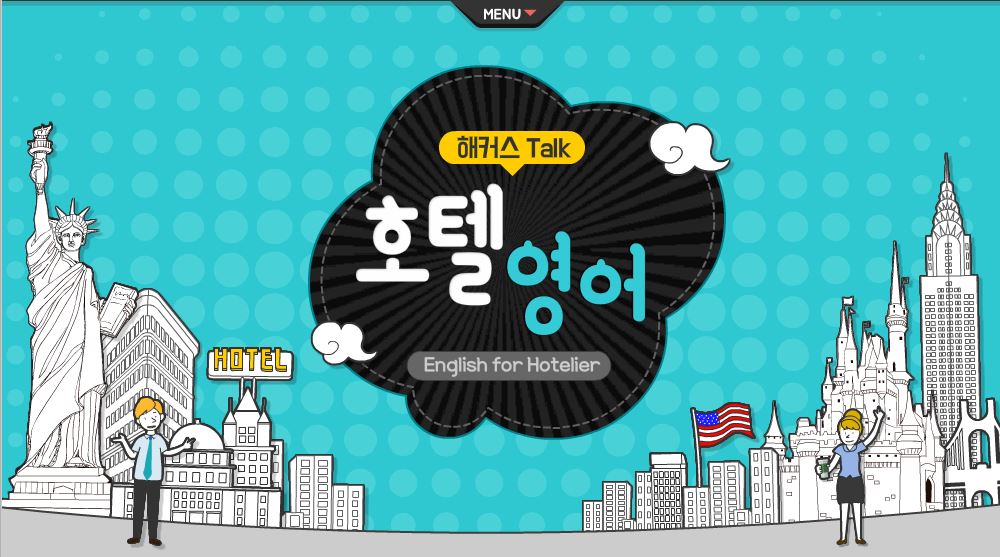 MENU
해커스 Talk
호텔
영어
English for Hotelier
HOTEL